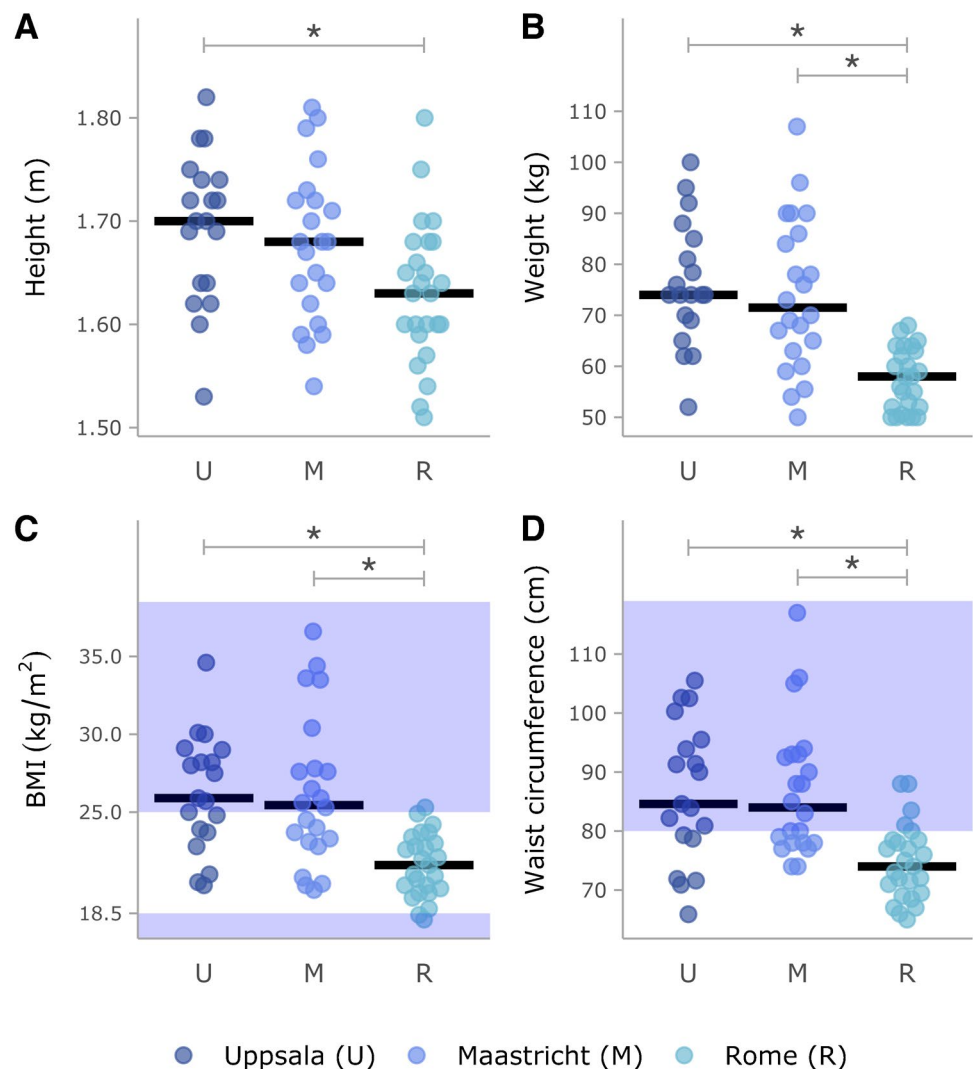 A
*
Height (m)
1.80
1.70
1.60
1.50
U M R
B
*
*
Weight (kg)
110
100
90
80
70
60
50
U M R
C
*
*
BMI (kg/m²)
35.0
30.0
25.0
18.5
U M R
D
*
*
Waist circumference (cm)
110
100
90
80
70
U M R
Uppsala (U) Maastricht (M) Rome (R)